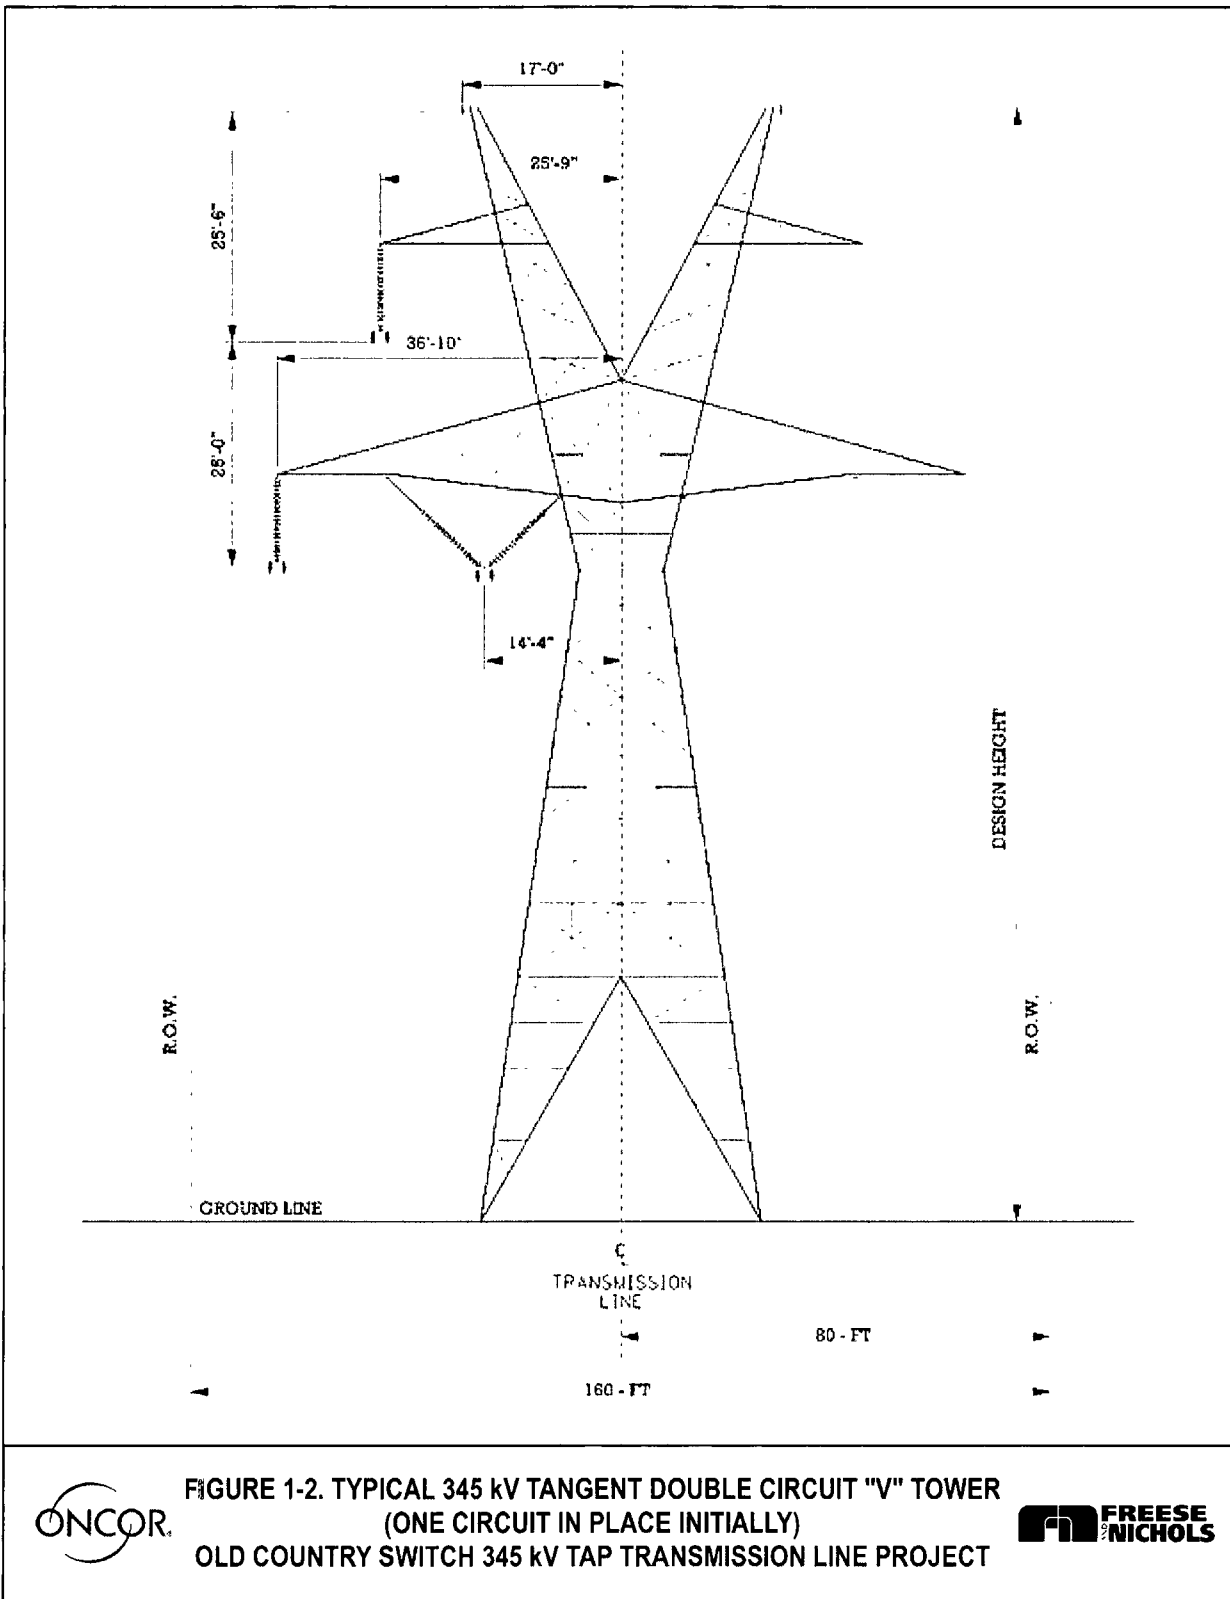 17'-0"
25'-9"
25'-6"
36'-10"
25'-0"
14'-4"
DESIGN HEIGHT
R.O.W.
R.O.W.
GROUND LINE
TRANSMISSION
LINE
80 - FT
160 - FT
ONCOR
FIGURE 1-2. TYPICAL 345 kV TANGENT DOUBLE CIRCUIT "V" TOWER
(ONE CIRCUIT IN PLACE INITIALLY)
OLD COUNTRY SWITCH 345 kV TAP TRANSMISSION LINE PROJECT
FREESE
NICHOLS